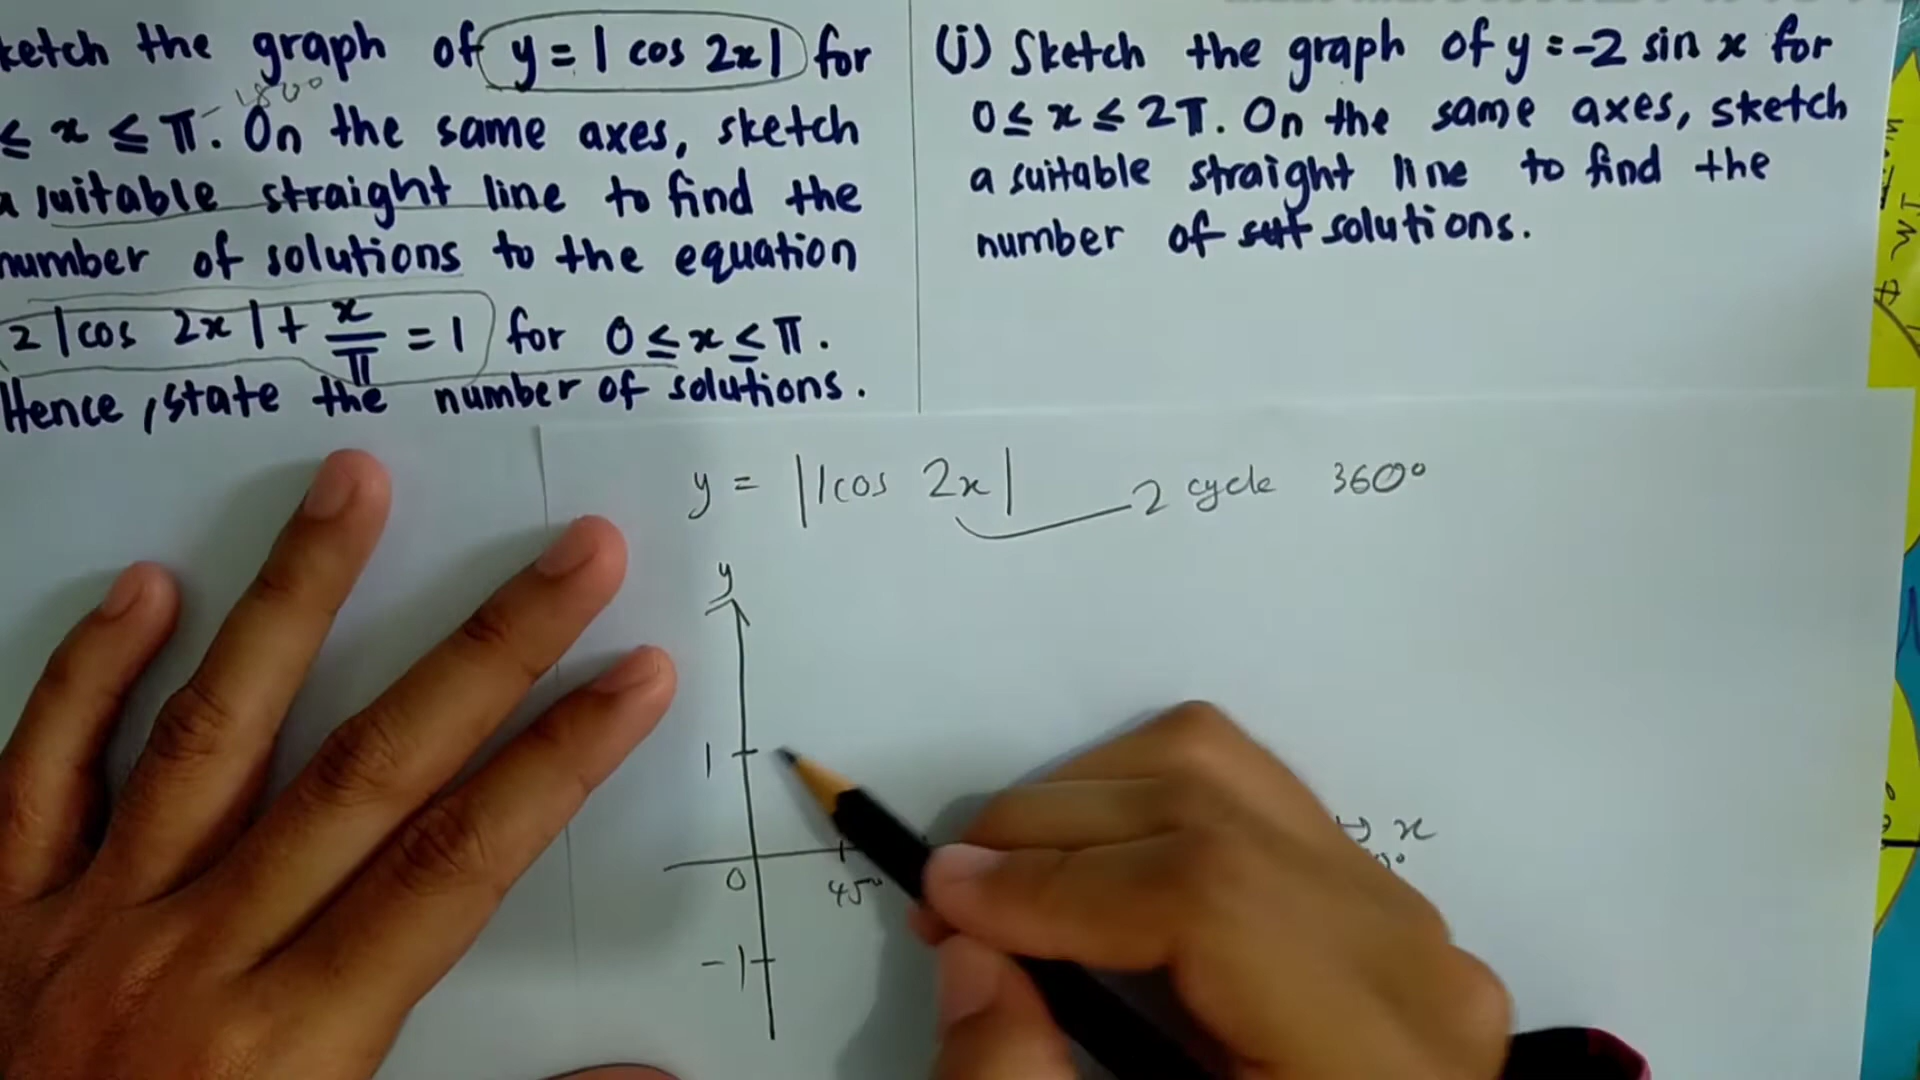 ketch the graph of y = | cos 2x | for
≤ x ≤ π. On the same axes, sketch
180°
a suitable straight line to find the
number of solutions to the equation
2 |cos 2x| + x/π = 1 for 0 ≤ x ≤ π.
Hence, state the number of solutions.
(j) Sketch the graph of y = -2 sin x for
0 ≤ x ≤ 2π. On the same axes, sketch
a suitable straight line to find the
number of solutions.
y = |1cos 2x| 2 cycle 360°
y
1
x
0 45°
-1